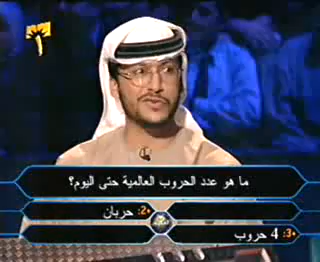 ما هو عدد الحروب العالمية حتى اليوم؟
2: حربان
3: 4 حروب